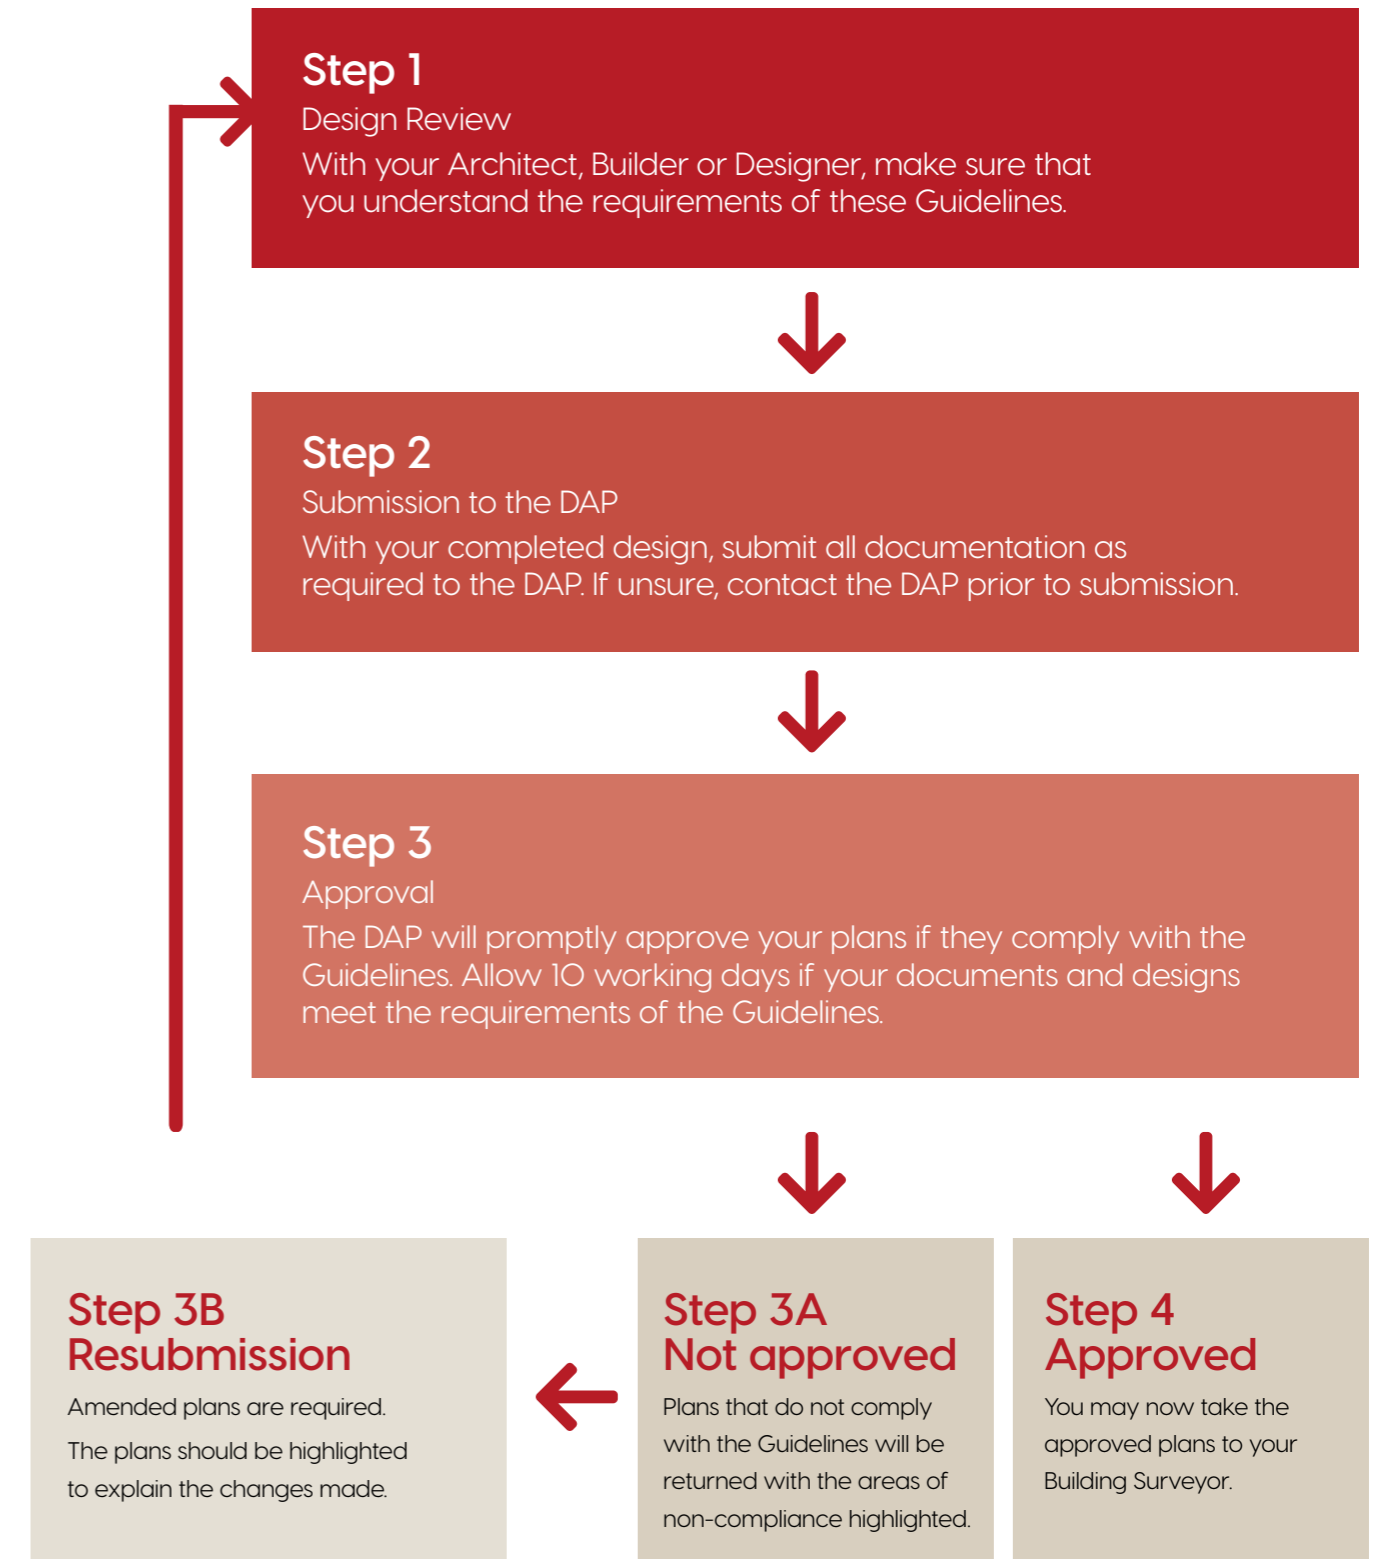 Step 1
Design Review
With your Architect, Builder or Designer, make sure that
you understand the requirements of these Guidelines.
Step 2
Submission to the DAP
With your completed design, submit all documentation as
required to the DAP. If unsure, contact the DAP prior to submission.
Step 3
Approval
The DAP will promptly approve your plans if they comply with the
Guidelines. Allow 10 working days if your documents and designs
meet the requirements of the Guidelines.
Step 3B
Resubmission
Amended plans are required.
The plans should be highlighted
to explain the changes made.
Step 3A
Not approved
Plans that do not comply
with the Guidelines will be
returned with the areas of
non-compliance highlighted.
Step 4
Approved
You may now take the
approved plans to your
Building Surveyor.